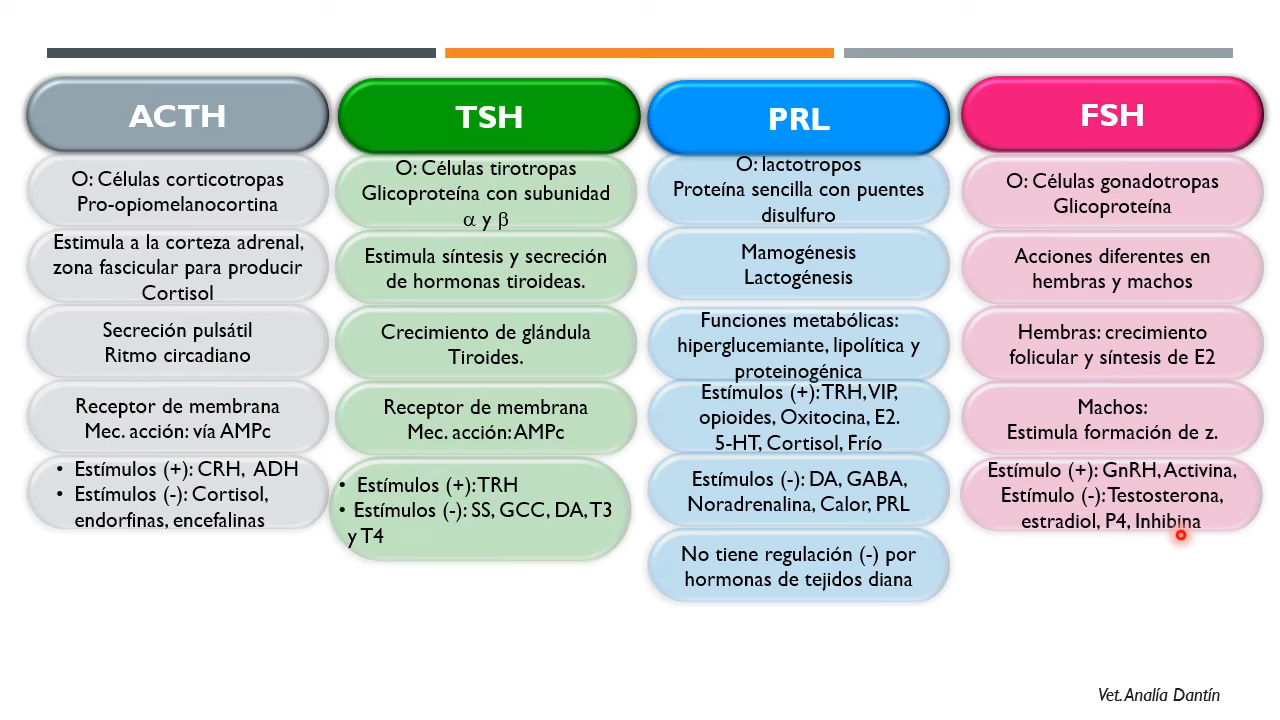 ACTH
O: Células corticotropas
Pro-opiomelanocortina
Estimula a la corteza adrenal,
zona fascicular para producir
Cortisol
Secreción pulsátil
Ritmo circadiano
Receptor de membrana
Mec. acción: vía AMPc
• Estímulos (+): CRH, ADH
• Estímulos (-): Cortisol,
endorfinas, encefalinas
TSH
O: Células tirotropas
Glicoproteína con subunidad
α y β
Estimula síntesis y secreción
de hormonas tiroideas.
Crecimiento de glándula
Tiroides.
Receptor de membrana
Mec. acción: AMPc
• Estímulos (+): TRH
• Estímulos (-): SS, GCC, DA, T3
y T4
PRL
O: lactotropos
Proteína sencilla con puentes
disulfuro
Mamogénesis
Lactogénesis
Funciones metabólicas:
hiperglucemiante, lipolítica y
proteinogénica
Estímulos (+): TRH, VIP,
opioides, Oxitocina, E2.
5-HT, Cortisol, Frío
Estímulos (-): DA, GABA,
Noradrenalina, Calor, PRL
No tiene regulación (-) por
hormonas de tejidos diana
FSH
O: Células gonadotropas
Glicoproteína
Acciones diferentes en
hembras y machos
Hembras: crecimiento
folicular y síntesis de E2
Machos:
Estimula formación de z.
Estímulo (+): GnRH, Activina,
Estímulo (-): Testosterona,
estradiol, P4, Inhibina
Vet. Analía Dantín